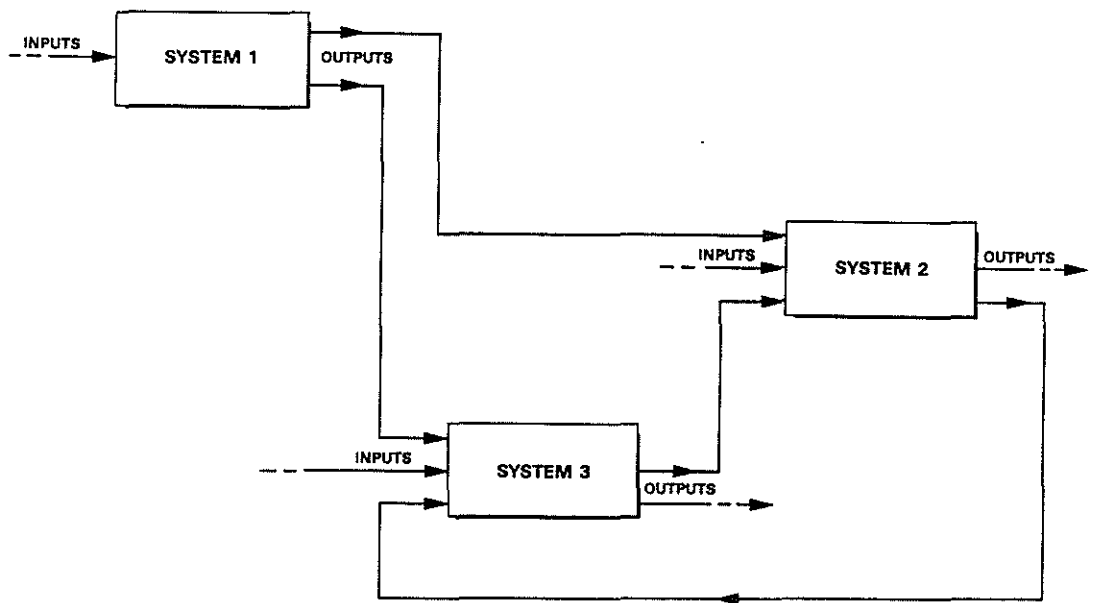 INPUTS
SYSTEM 1
OUTPUTS
INPUTS
SYSTEM 2
OUTPUTS
INPUTS
SYSTEM 3
OUTPUTS